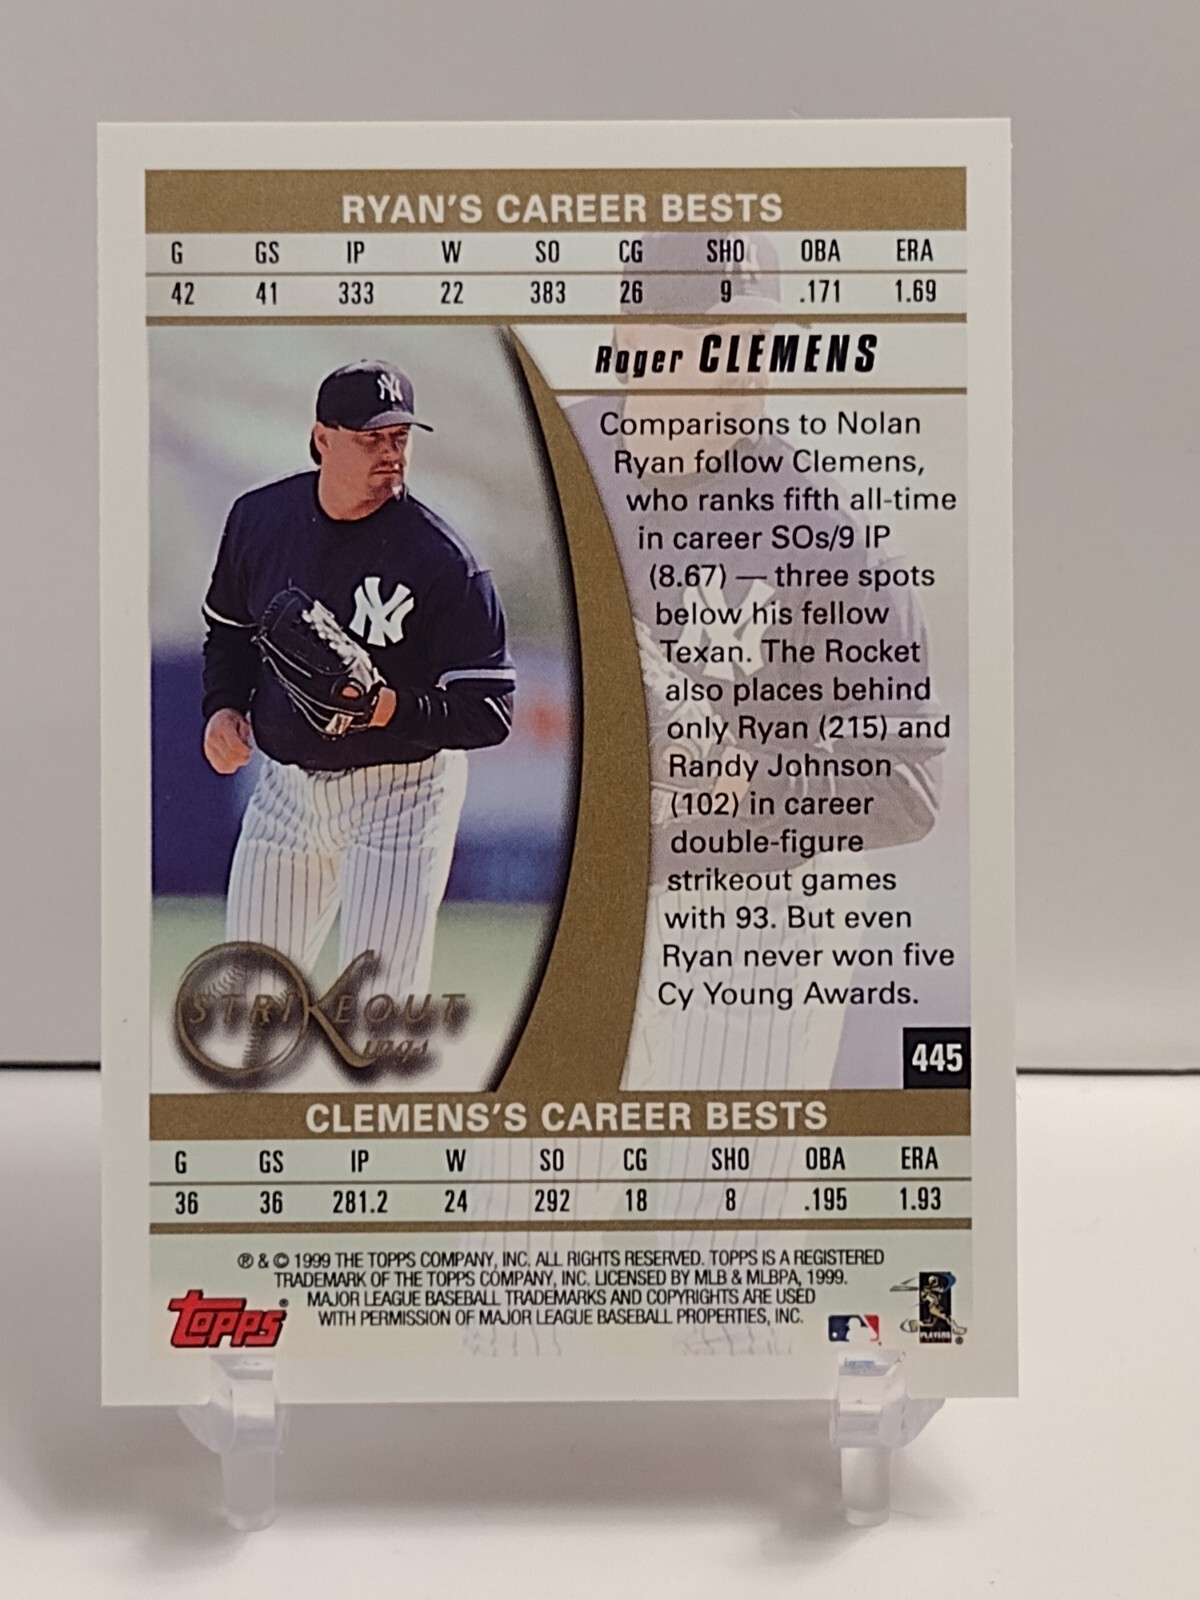 RYAN'S CAREER BESTS
G GS IP W SO CG SHO OBA ERA
42 41 333 22 383 26 9 .171 1.69
Roger CLEMENS
Comparisons to Nolan
Ryan follow Clemens,
who ranks fifth all-time
in career SOs/9 IP
(8.67) — three spots
below his fellow
Texan. The Rocket
also places behind
only Ryan (215) and
Randy Johnson
(102) in career
double-figure
strikeout games
with 93. But even
Ryan never won five
Cy Young Awards.
NY
NY
STRIKEOUT
Kings
445
CLEMENS'S CAREER BESTS
G GS IP W SO CG SHO OBA ERA
36 36 281.2 24 292 18 8 .195 1.93
® & © 1999 THE TOPPS COMPANY, INC. ALL RIGHTS RESERVED. TOPPS IS A REGISTERED
TRADEMARK OF THE TOPPS COMPANY, INC. LICENSED BY MLB & MLBPA, 1999.
MAJOR LEAGUE BASEBALL TRADEMARKS AND COPYRIGHTS ARE USED
WITH PERMISSION OF MAJOR LEAGUE BASEBALL PROPERTIES, INC.
Topps®
PLAYERS